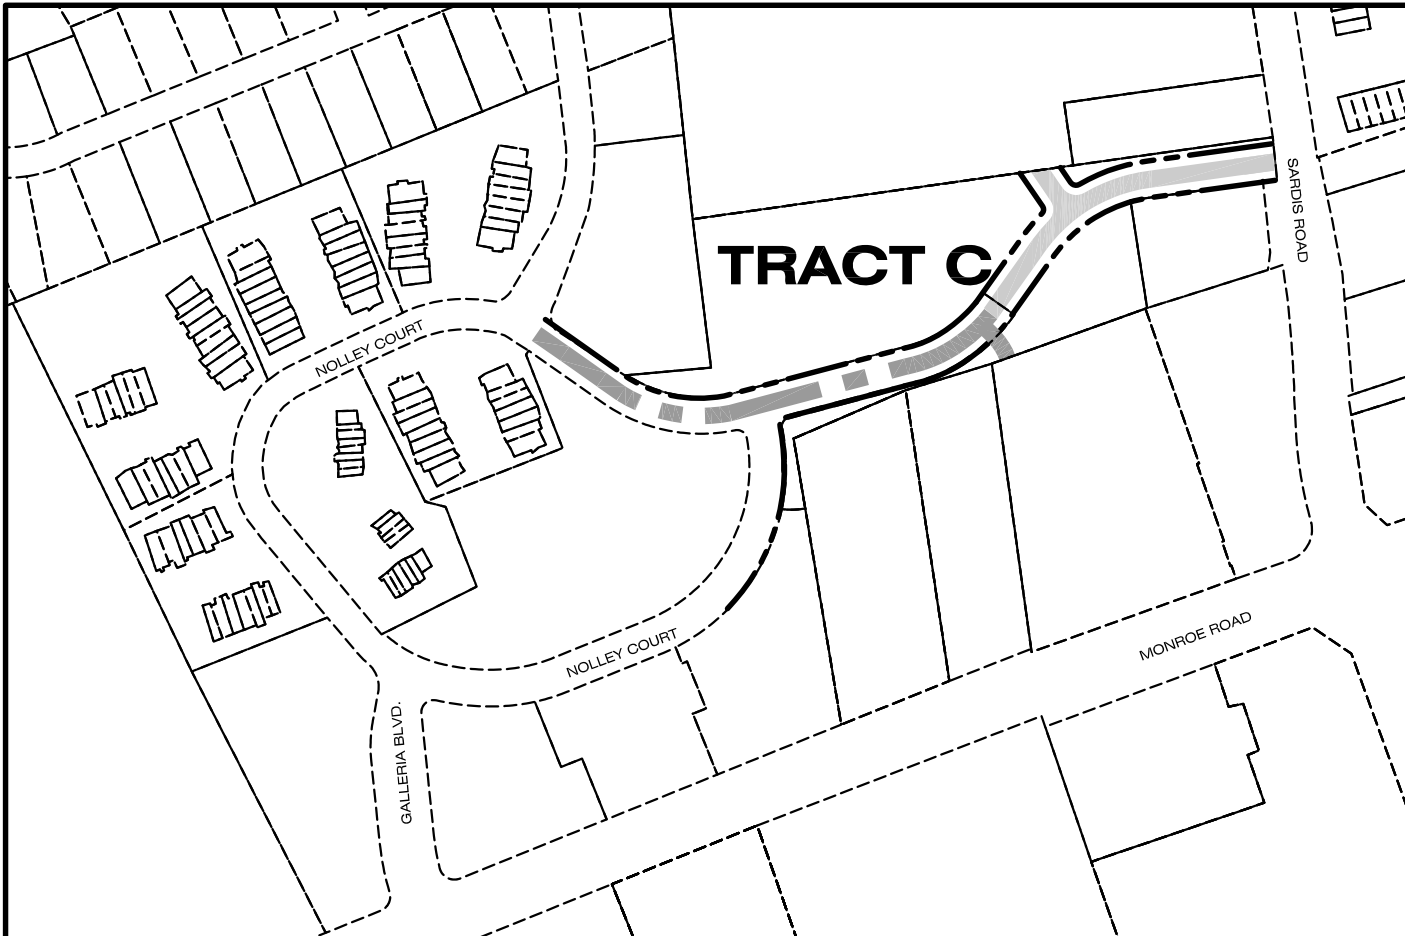 SARDIS ROAD
TRACT C
NOLLEY COURT
NOLLEY COURT
MONROE ROAD
GALLERIA BLVD.